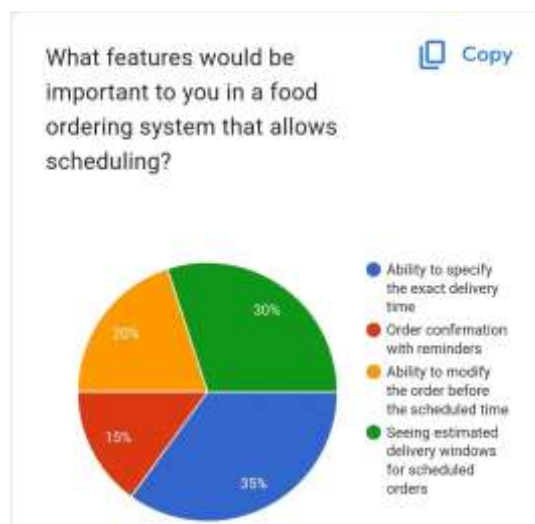 What features would be
important to you in a food
ordering system that allows
scheduling?
Copy
30%
20%
15%
35%
Ability to specify
the exact delivery
time
Order confirmation
with reminders
Ability to modify
the order before
the scheduled time
Seeing estimated
delivery windows
for scheduled
orders